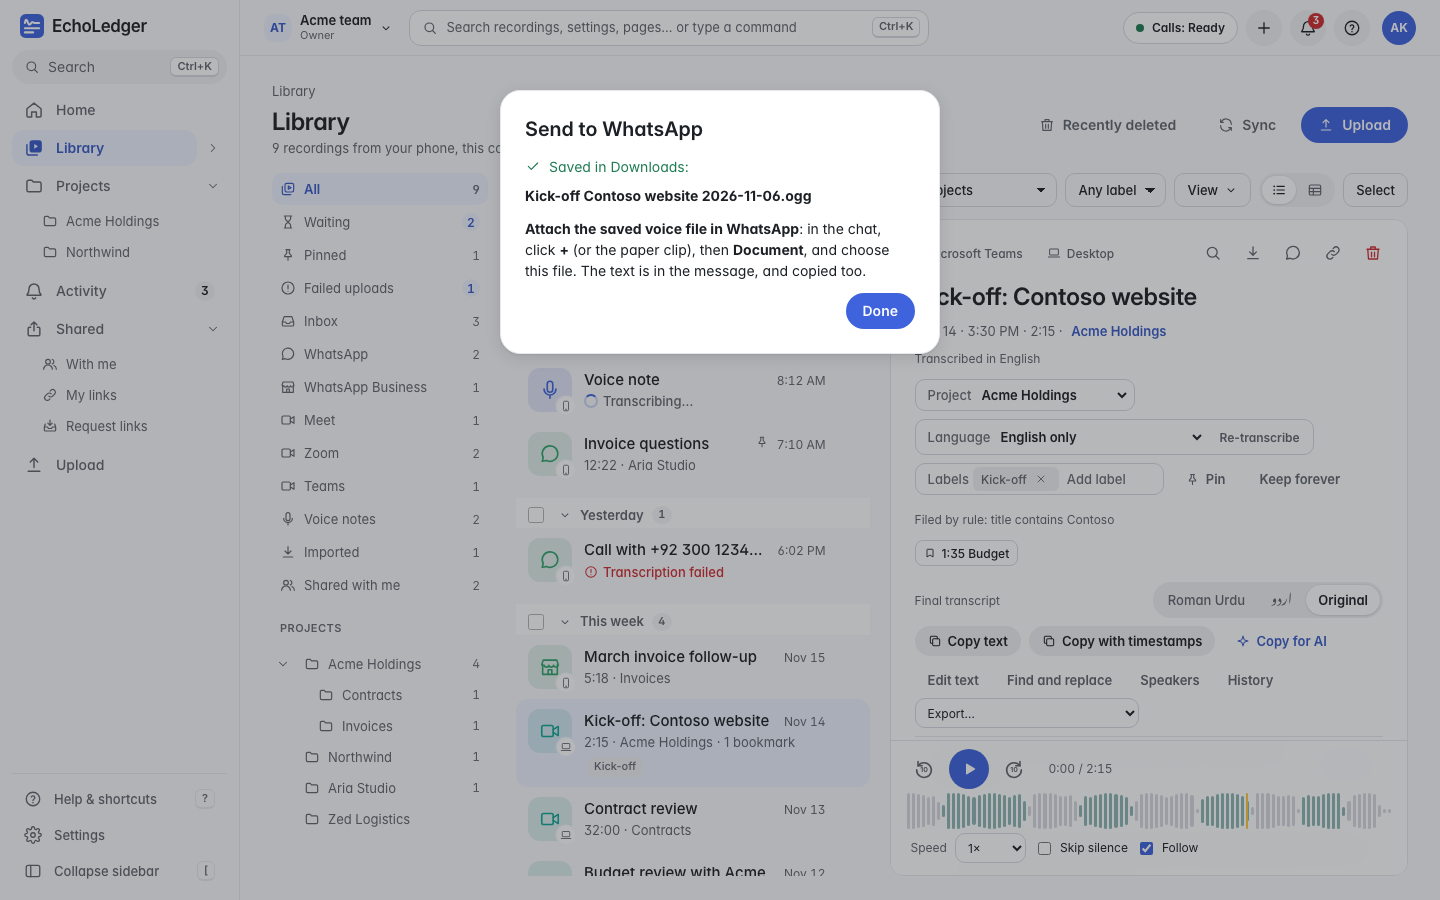 EchoLedger
Search Ctrl+K
Home
Library
Projects
Acme Holdings
Northwind
Activity 3
Shared
With me
My links
Request links
Upload
Help & shortcuts ?
Settings
Collapse sidebar [
AT Acme team
Owner
Search recordings, settings, pages... or type a command Ctrl+K
Calls: Ready
3
AK
Library
Library
9 recordings from your phone, this co
Recently deleted
Sync
Upload
All 9
Waiting 2
Pinned 1
Failed uploads 1
Inbox 3
WhatsApp 2
WhatsApp Business 1
Meet 1
Zoom 2
Teams 1
Voice notes 2
Imported 1
Shared with me 2
PROJECTS
Acme Holdings 4
Contracts 1
Invoices 1
Northwind 1
Aria Studio 1
Zed Logistics
Send to WhatsApp
Saved in Downloads:
Kick-off Contoso website 2026-11-06.ogg
Attach the saved voice file in WhatsApp: in the chat,
click + (or the paper clip), then Document, and choose
this file. The text is in the message, and copied too.
Done
ojects
Any label
View
Select
Voice note 8:12 AM
Transcribing...
Invoice questions 7:10 AM
12:22 · Aria Studio
Yesterday 1
Call with +92 300 1234... 6:02 PM
Transcription failed
This week 4
March invoice follow-up Nov 15
5:18 · Invoices
Kick-off: Contoso website Nov 14
2:15 · Acme Holdings · 1 bookmark
Kick-off
Contract review Nov 13
32:00 · Contracts
Budget review with Acme Nov 12
crosoft Teams
Desktop
ck-off: Contoso website
14 · 3:30 PM · 2:15 · Acme Holdings
Transcribed in English
Project Acme Holdings
Language English only Re-transcribe
Labels Kick-off × Add label
Pin
Keep forever
Filed by rule: title contains Contoso
1:35 Budget
Final transcript
Roman Urdu
اردو
Original
Copy text
Copy with timestamps
Copy for AI
Edit text
Find and replace
Speakers
History
Export...
10
10
0:00 / 2:15
Speed 1×
Skip silence
Follow